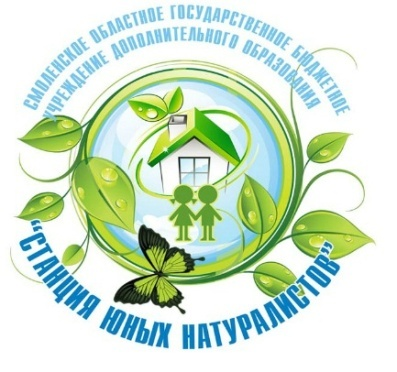 СМОЛЕНСКОЕ ОБЛАСТНОЕ ГОСУДАРСТВЕННОЕ БЮДЖЕТНОЕ
УЧРЕЖДЕНИЕ ДОПОЛНИТЕЛЬНОГО ОБРАЗОВАНИЯ
"СТАНЦИЯ ЮНЫХ НАТУРАЛИСТОВ"